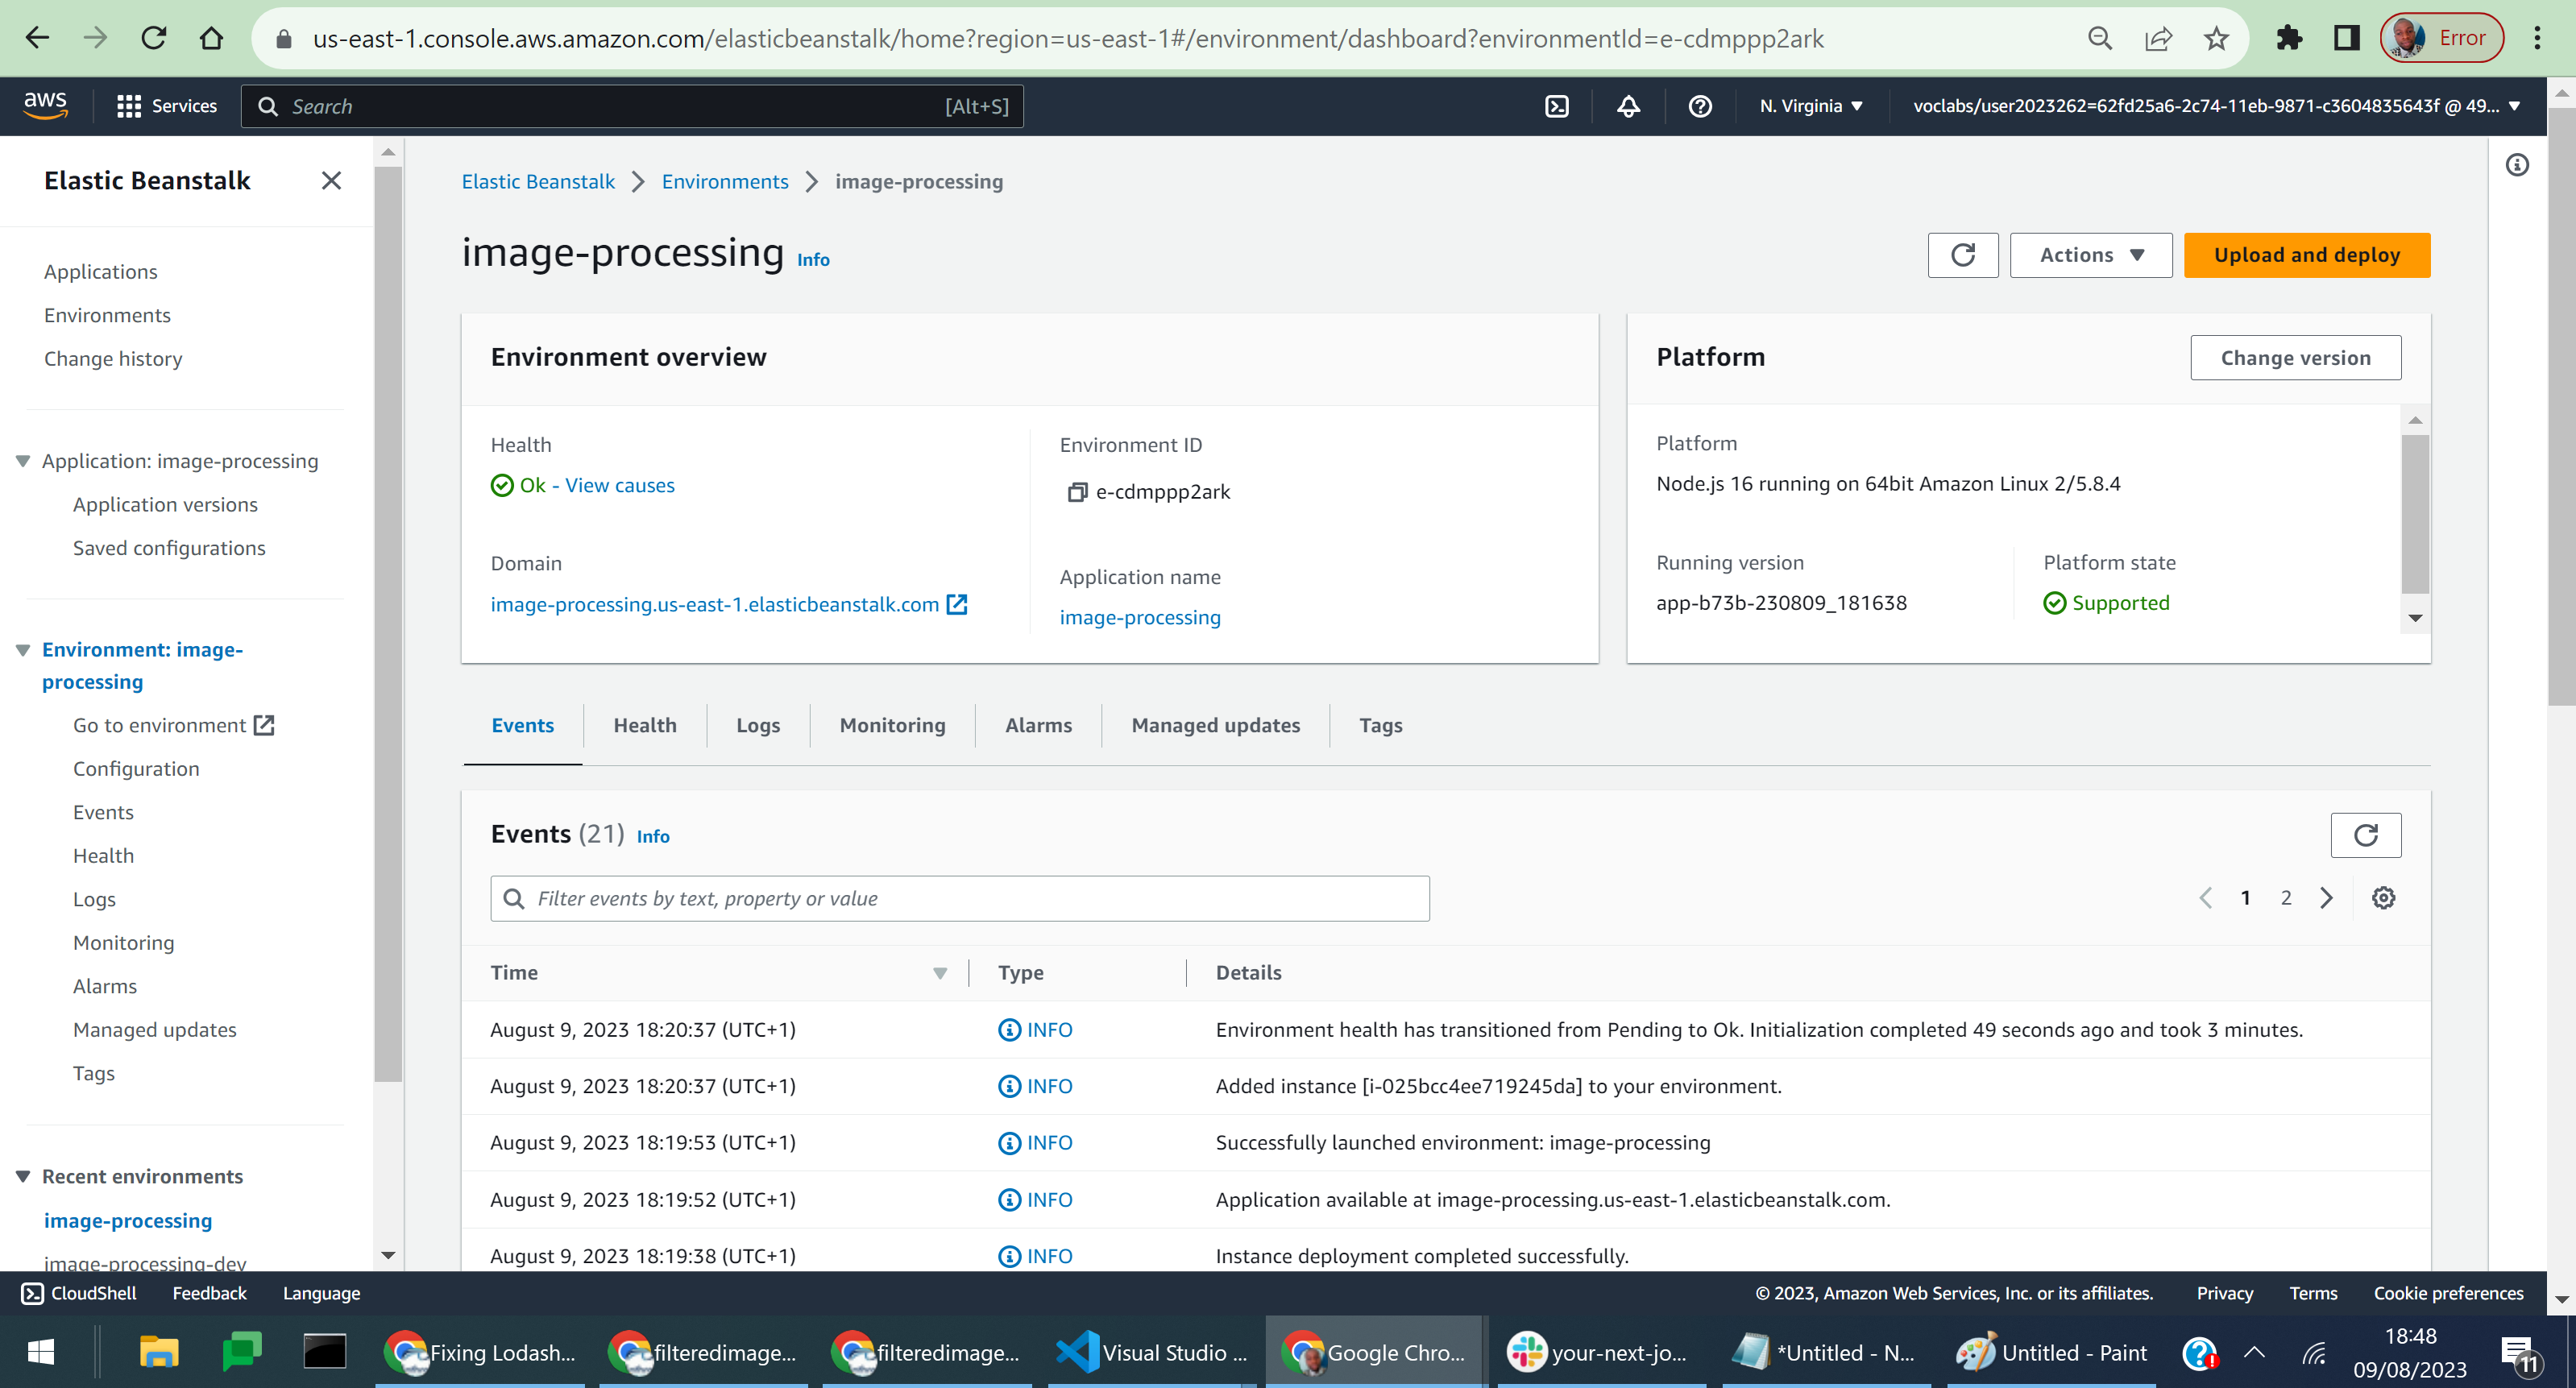 us-east-1.console.aws.amazon.com/elasticbeanstalk/home?region=us-east-1#/environment/dashboard?environmentId=e-cdmppp2ark
Error
aws
Services
Search
[Alt+S]
N. Virginia
voclabs/user2023262=62fd25a6-2c74-11eb-9871-c3604835643f @ 49...
Elastic Beanstalk
Applications
Environments
Change history
Application: image-processing
Application versions
Saved configurations
Environment: image-
processing
Go to environment
Configuration
Events
Health
Logs
Monitoring
Alarms
Managed updates
Tags
Recent environments
image-processing
image-processing-dev
Elastic Beanstalk
Environments
image-processing
image-processing Info
Actions
Upload and deploy
Environment overview
Health
Ok - View causes
Domain
image-processing.us-east-1.elasticbeanstalk.com
Environment ID
e-cdmppp2ark
Application name
image-processing
Platform
Change version
Platform
Node.js 16 running on 64bit Amazon Linux 2/5.8.4
Running version
app-b73b-230809_181638
Platform state
Supported
Events
Health
Logs
Monitoring
Alarms
Managed updates
Tags
Events (21) Info
Filter events by text, property or value
1
2
Time
Type
Details
August 9, 2023 18:20:37 (UTC+1) INFO Environment health has transitioned from Pending to Ok. Initialization completed 49 seconds ago and took 3 minutes.
August 9, 2023 18:20:37 (UTC+1) INFO Added instance [i-025bcc4ee719245da] to your environment.
August 9, 2023 18:19:53 (UTC+1) INFO Successfully launched environment: image-processing
August 9, 2023 18:19:52 (UTC+1) INFO Application available at image-processing.us-east-1.elasticbeanstalk.com.
August 9, 2023 18:19:38 (UTC+1) INFO Instance deployment completed successfully.
CloudShell
Feedback
Language
© 2023, Amazon Web Services, Inc. or its affiliates.
Privacy
Terms
Cookie preferences
Fixing Lodash...
filteredimage...
filteredimage...
Visual Studio ...
Google Chro...
your-next-jo...
*Untitled - N...
Untitled - Paint
18:48
09/08/2023
11